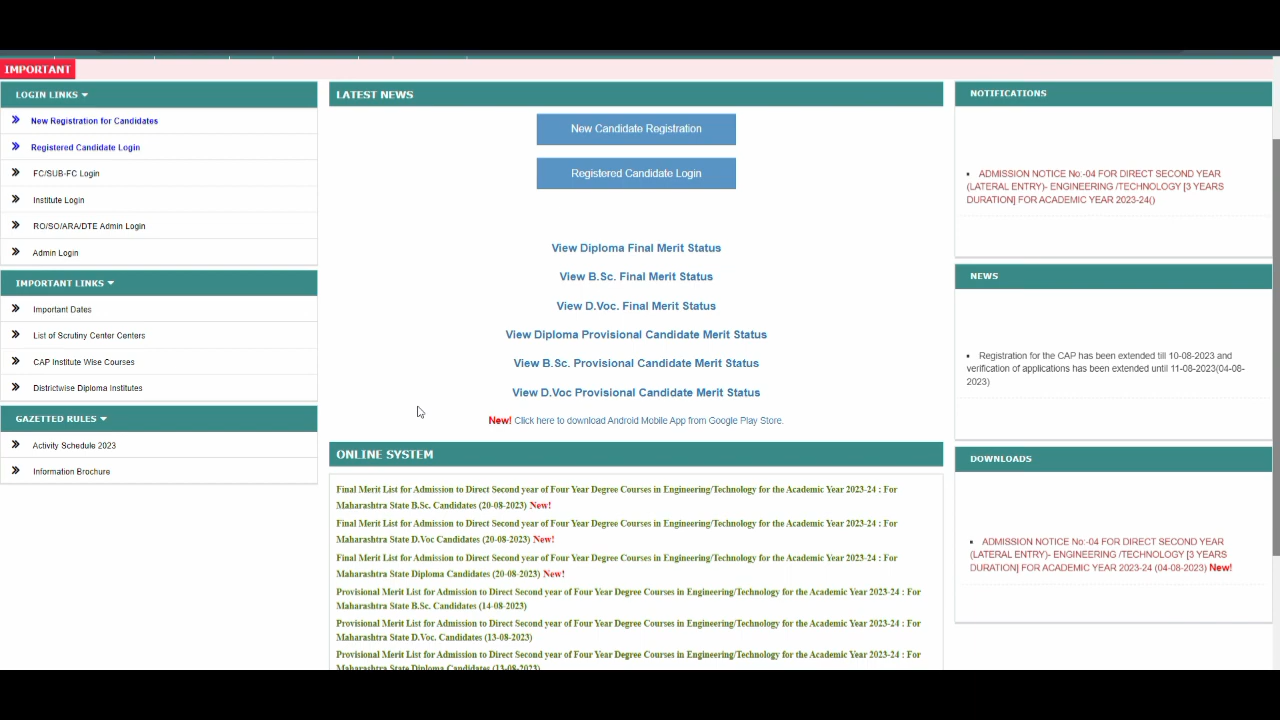 IMPORTANT
LOGIN LINKS
New Registration for Candidates
Registered Candidate Login
FC/SUB-FC Login
Institute Login
RO/SO/ARA/DTE Admin Login
Admin Login
IMPORTANT LINKS
Important Dates
List of Scrutiny Center Centers
CAP Institute Wise Courses
Districtwise Diploma Institutes
GAZETTED RULES
Activity Schedule 2023
Information Brochure
LATEST NEWS
New Candidate Registration
Registered Candidate Login
View Diploma Final Merit Status
View B.Sc. Final Merit Status
View D.Voc. Final Merit Status
View Diploma Provisional Candidate Merit Status
View B.Sc. Provisional Candidate Merit Status
View D.Voc Provisional Candidate Merit Status
New! Click here to download Android Mobile App from Google Play Store.
ONLINE SYSTEM
Final Merit List for Admission to Direct Second year of Four Year Degree Courses in Engineering/Technology for the Academic Year 2023-24 : For
Maharashtra State B.Sc. Candidates (20-08-2023) New!
Final Merit List for Admission to Direct Second year of Four Year Degree Courses in Engineering/Technology for the Academic Year 2023-24 : For
Maharashtra State D.Voc Candidates (20-08-2023) New!
Final Merit List for Admission to Direct Second year of Four Year Degree Courses in Engineering/Technology for the Academic Year 2023-24 : For
Maharashtra State Diploma Candidates (20-08-2023) New!
Provisional Merit List for Admission to Direct Second year of Four Year Degree Courses in Engineering/Technology for the Academic Year 2023-24 : For
Maharashtra State B.Sc. Candidates (14-08-2023)
Provisional Merit List for Admission to Direct Second year of Four Year Degree Courses in Engineering/Technology for the Academic Year 2023-24 : For
Maharashtra State D.Voc. Candidates (13-08-2023)
Provisional Merit List for Admission to Direct Second year of Four Year Degree Courses in Engineering/Technology for the Academic Year 2023-24 : For
Maharashtra State Diploma Candidates (13-08-2023)
NOTIFICATIONS
ADMISSION NOTICE No.-04 FOR DIRECT SECOND YEAR
(LATERAL ENTRY)- ENGINEERING /TECHNOLOGY [3 YEARS
DURATION] FOR ACADEMIC YEAR 2023-24()
NEWS
Registration for the CAP has been extended till 10-08-2023 and
verification of applications has been extended until 11-08-2023(04-08-
2023)
DOWNLOADS
ADMISSION NOTICE No:-04 FOR DIRECT SECOND YEAR
(LATERAL ENTRY)- ENGINEERING /TECHNOLOGY [3 YEARS
DURATION] FOR ACADEMIC YEAR 2023-24 (04-08-2023) New!